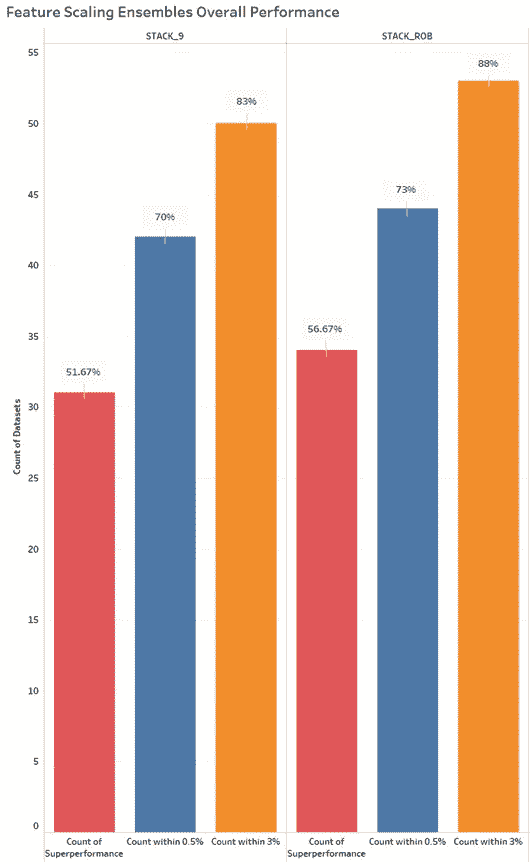 Feature Scaling Ensembles Overall Performance
STACK_9
STACK_ROB
55
50
45
40
35
30
25
20
15
10
5
0
Count of Datasets
51.67%
70%
83%
56.67%
73%
88%
Count of
Superperformance
Count within 0.5%
Count within 3%
Count of
Superperformance
Count within 0.5%
Count within 3%